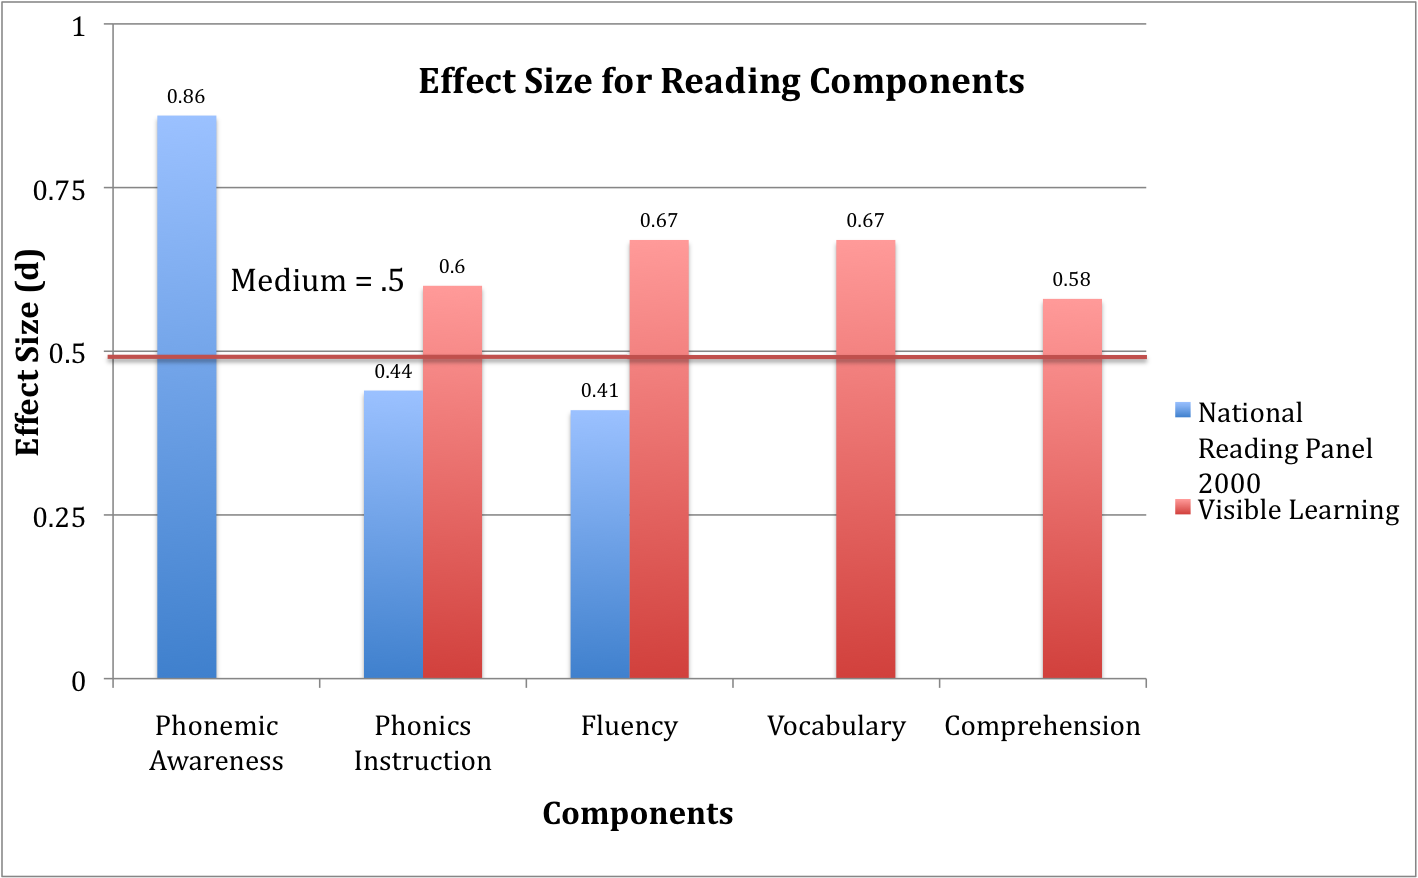 Effect Size for Reading Components
1
0.75
0.5
0.25
0
Effect Size (d)
0.86
Medium = .5
0.44
0.6
0.41
0.67
0.67
0.58
Phonemic
Awareness
Phonics
Instruction
Fluency
Vocabulary
Comprehension
Components
National
Reading Panel
2000
Visible Learning